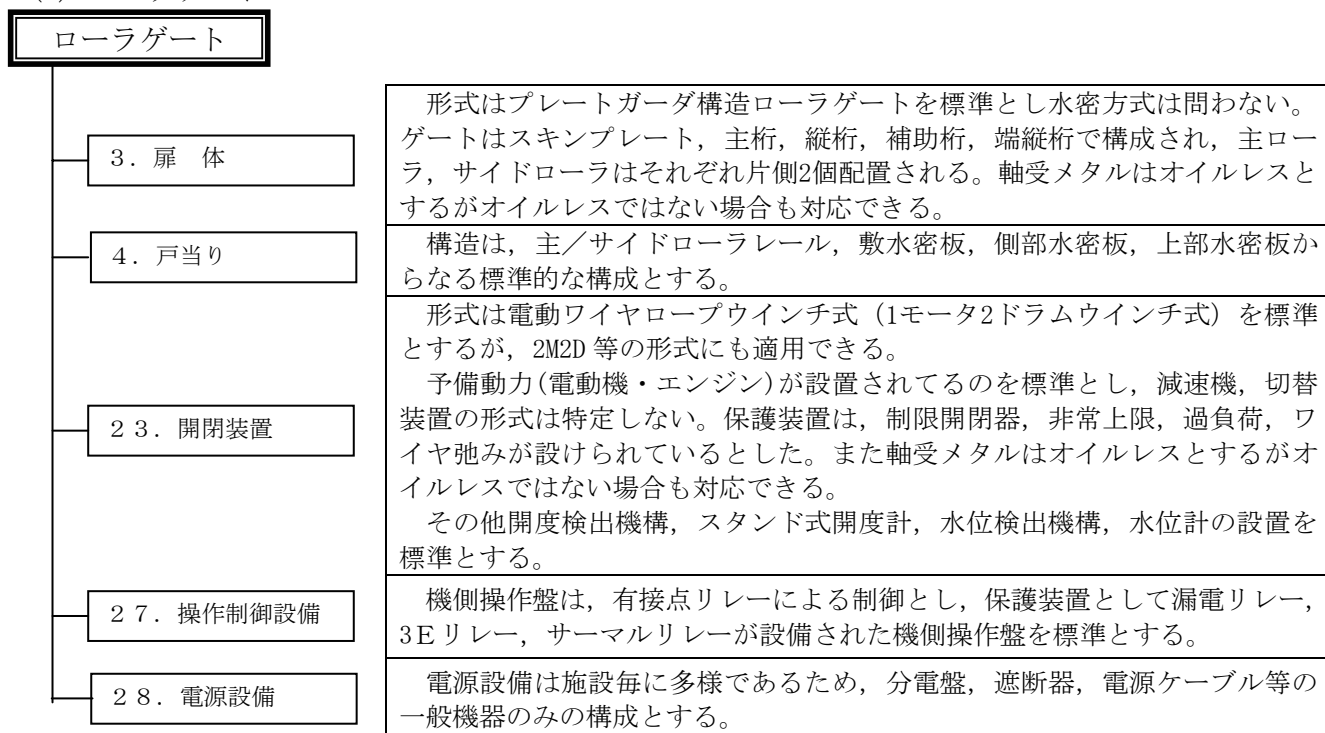 ローラゲート
形式はプレートガーダ構造ローラゲートを標準とし水密方式は問わない。
ゲートはスキンプレート，主桁，縦桁，補助桁，端縦桁で構成され，主ロー
3．扉　体
ラ，サイドローラはそれぞれ片側2個配置される。軸受メタルはオイルレスと
するがオイルレスではない場合も対応できる。
4．戸当り
構造は，主／サイドローラレール，敷水密板，側部水密板，上部水密板か
らなる標準的な構成とする。
形式は電動ワイヤロープウインチ式（1モータ2ドラムウインチ式）を標準
とするが，2M2D 等の形式にも適用できる。
予備動力(電動機・エンジン)が設置されてるのを標準とし，減速機，切替
２３．開閉装置
装置の形式は特定しない。保護装置は，制限開閉器，非常上限，過負荷，ワ
イヤ弛みが設けられているとした。また軸受メタルはオイルレスとするがオ
イルレスではない場合も対応できる。
その他開度検出機構，スタンド式開度計，水位検出機構，水位計の設置を
標準とする。
２７．操作制御設備
機側操作盤は，有接点リレーによる制御とし，保護装置として漏電リレー，
3Ｅリレー，サーマルリレーが設備された機側操作盤を標準とする。
２８．電源設備
電源設備は施設毎に多様であるため，分電盤，遮断器，電源ケーブル等の
一般機器のみの構成とする。